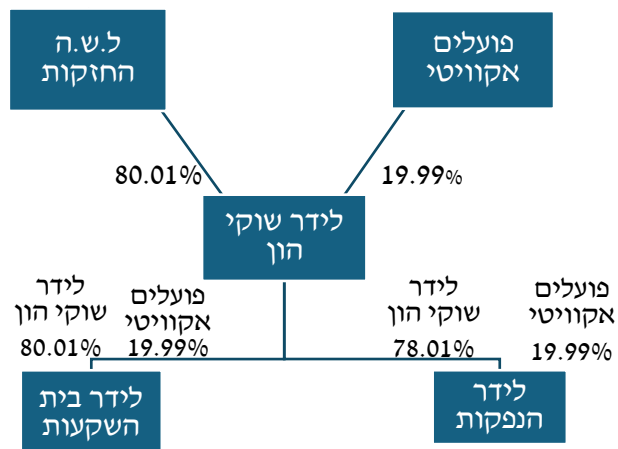 ל.ש.ה
החזקות
פועלים
אקוויטי
80.01%
19.99%
לידר שוקי
הון
לידר
שוקי הון
80.01%
פועלים
אקוויטי
19.99%
לידר
שוקי הון
78.01%
פועלים
אקוויטי
19.99%
לידר בית
השקעות
לידר
הנפקות